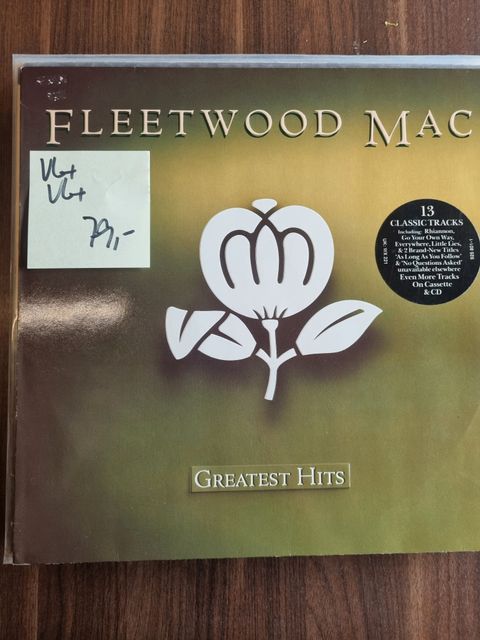 FLEETWOOD MAC
VG+
VG+
79,-
13
CLASSIC TRACKS
Including: Rhiannon,
Go Your Own Way,
Everywhere, Little Lies,
& 2 Brand-New Titles
'As Long As You Follow'
& 'No Questions Asked'
unavailable elsewhere
Even More Tracks
On Cassette
& CD
GREATEST HITS